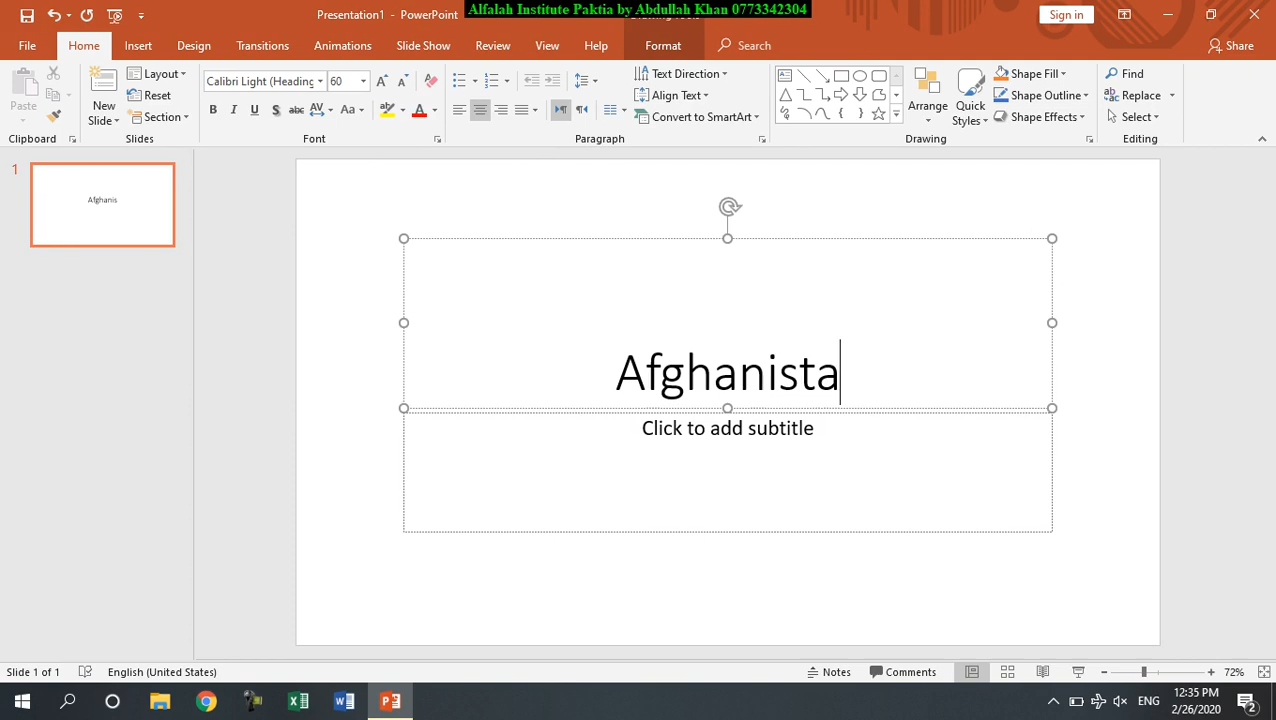 Presentation1 - PowerPoint
Alfalah Institute Paktia by Abdullah Khan 0773342304
Sign in
File
Home
Insert
Design
Transitions
Animations
Slide Show
Review
View
Help
Format
Search
Share
Paste
New
Slide
Layout
Reset
Section
Calibri Light (Heading
60
Text Direction
Align Text
Convert to SmartArt
Arrange
Quick
Styles
Shape Fill
Shape Outline
Shape Effects
Find
Replace
Select
Clipboard
Slides
Font
Paragraph
Drawing
Editing
1
Afghanis
Afghanista
Click to add subtitle
Slide 1 of 1
English (United States)
Notes
Comments
72%
ENG
12:35 PM
2/26/2020
2